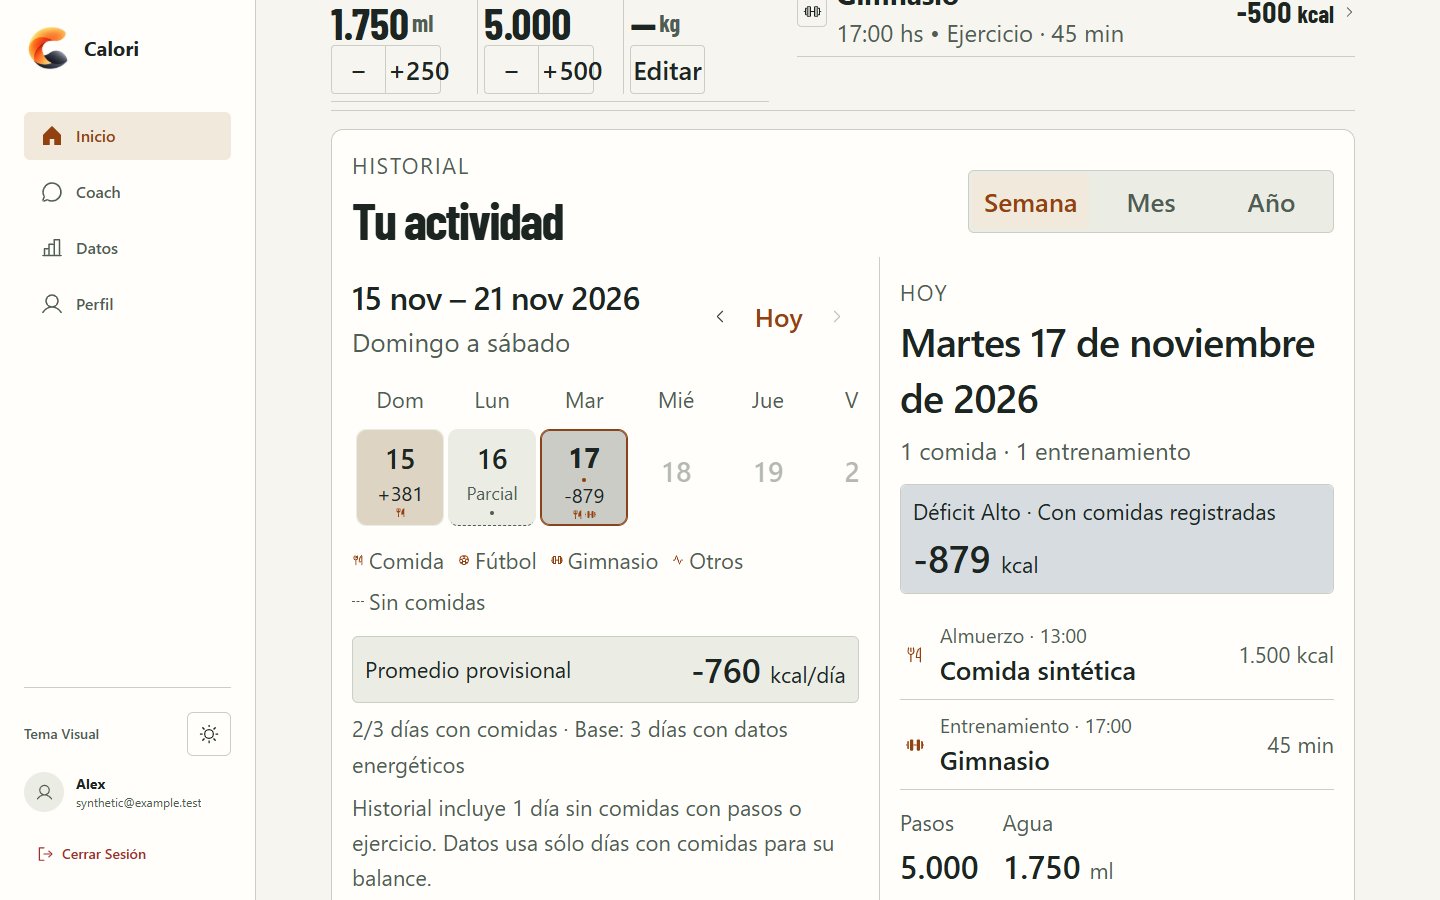 Calori
Inicio
Coach
Datos
Perfil
Tema Visual
Alex
synthetic@example.test
Cerrar Sesión
1.750 ml
5.000
— kg
− +250
− +500
Editar
Gimnasio
17:00 hs • Ejercicio · 45 min
-500 kcal
HISTORIAL
Tu actividad
Semana Mes Año
15 nov – 21 nov 2026
Domingo a sábado
Hoy
Dom Lun Mar Mié Jue V
15 16 17 18 19 2
+381 Parcial -879
Comida Fútbol Gimnasio Otros
Sin comidas
Promedio provisional -760 kcal/día
2/3 días con comidas · Base: 3 días con datos
energéticos
Historial incluye 1 día sin comidas con pasos o
ejercicio. Datos usa sólo días con comidas para su
balance.
HOY
Martes 17 de noviembre
de 2026
1 comida · 1 entrenamiento
Déficit Alto · Con comidas registradas
-879 kcal
Almuerzo · 13:00
Comida sintética
1.500 kcal
Entrenamiento · 17:00
Gimnasio
45 min
Pasos Agua
5.000 1.750 ml